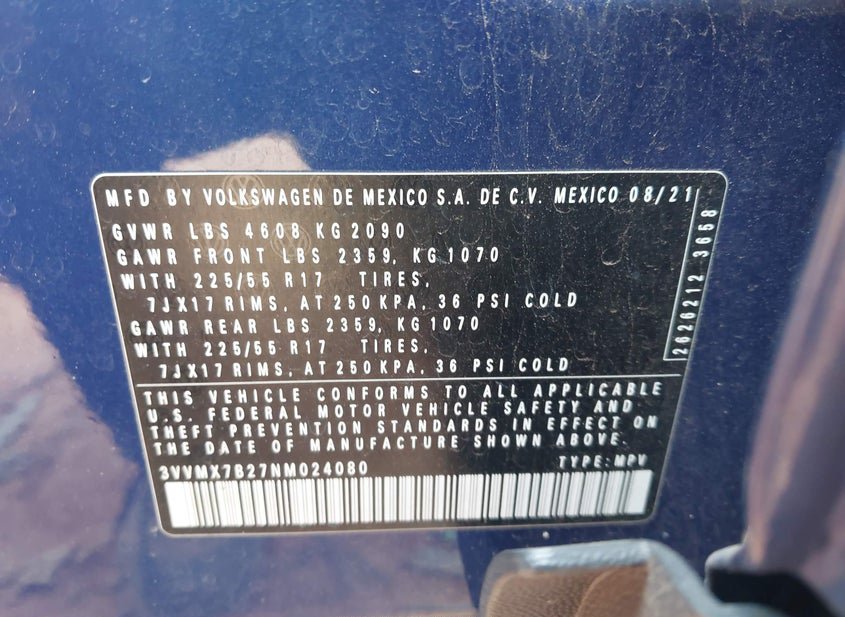 MFD BY VOLKSWAGEN DE MEXICO S.A. DE C.V. MEXICO 08/21
GVWR LBS 4608 KG 2090
GAWR FRONT LBS 2359, KG 1070
WITH 225/55 R17 TIRES,
7JX17 RIMS, AT 250 KPA, 36 PSI COLD
GAWR REAR LBS 2359, KG 1070
WITH 225/55 R17 TIRES,
7JX17 RIMS, AT 250 KPA, 36 PSI COLD
2626212 3658
THIS VEHICLE CONFORMS TO ALL APPLICABLE
U.S. FEDERAL MOTOR VEHICLE SAFETY AND
THEFT PREVENTION STANDARDS IN EFFECT ON
THE DATE OF MANUFACTURE SHOWN ABOVE.
3VVMX7B27NM024080 TYPE: MPV